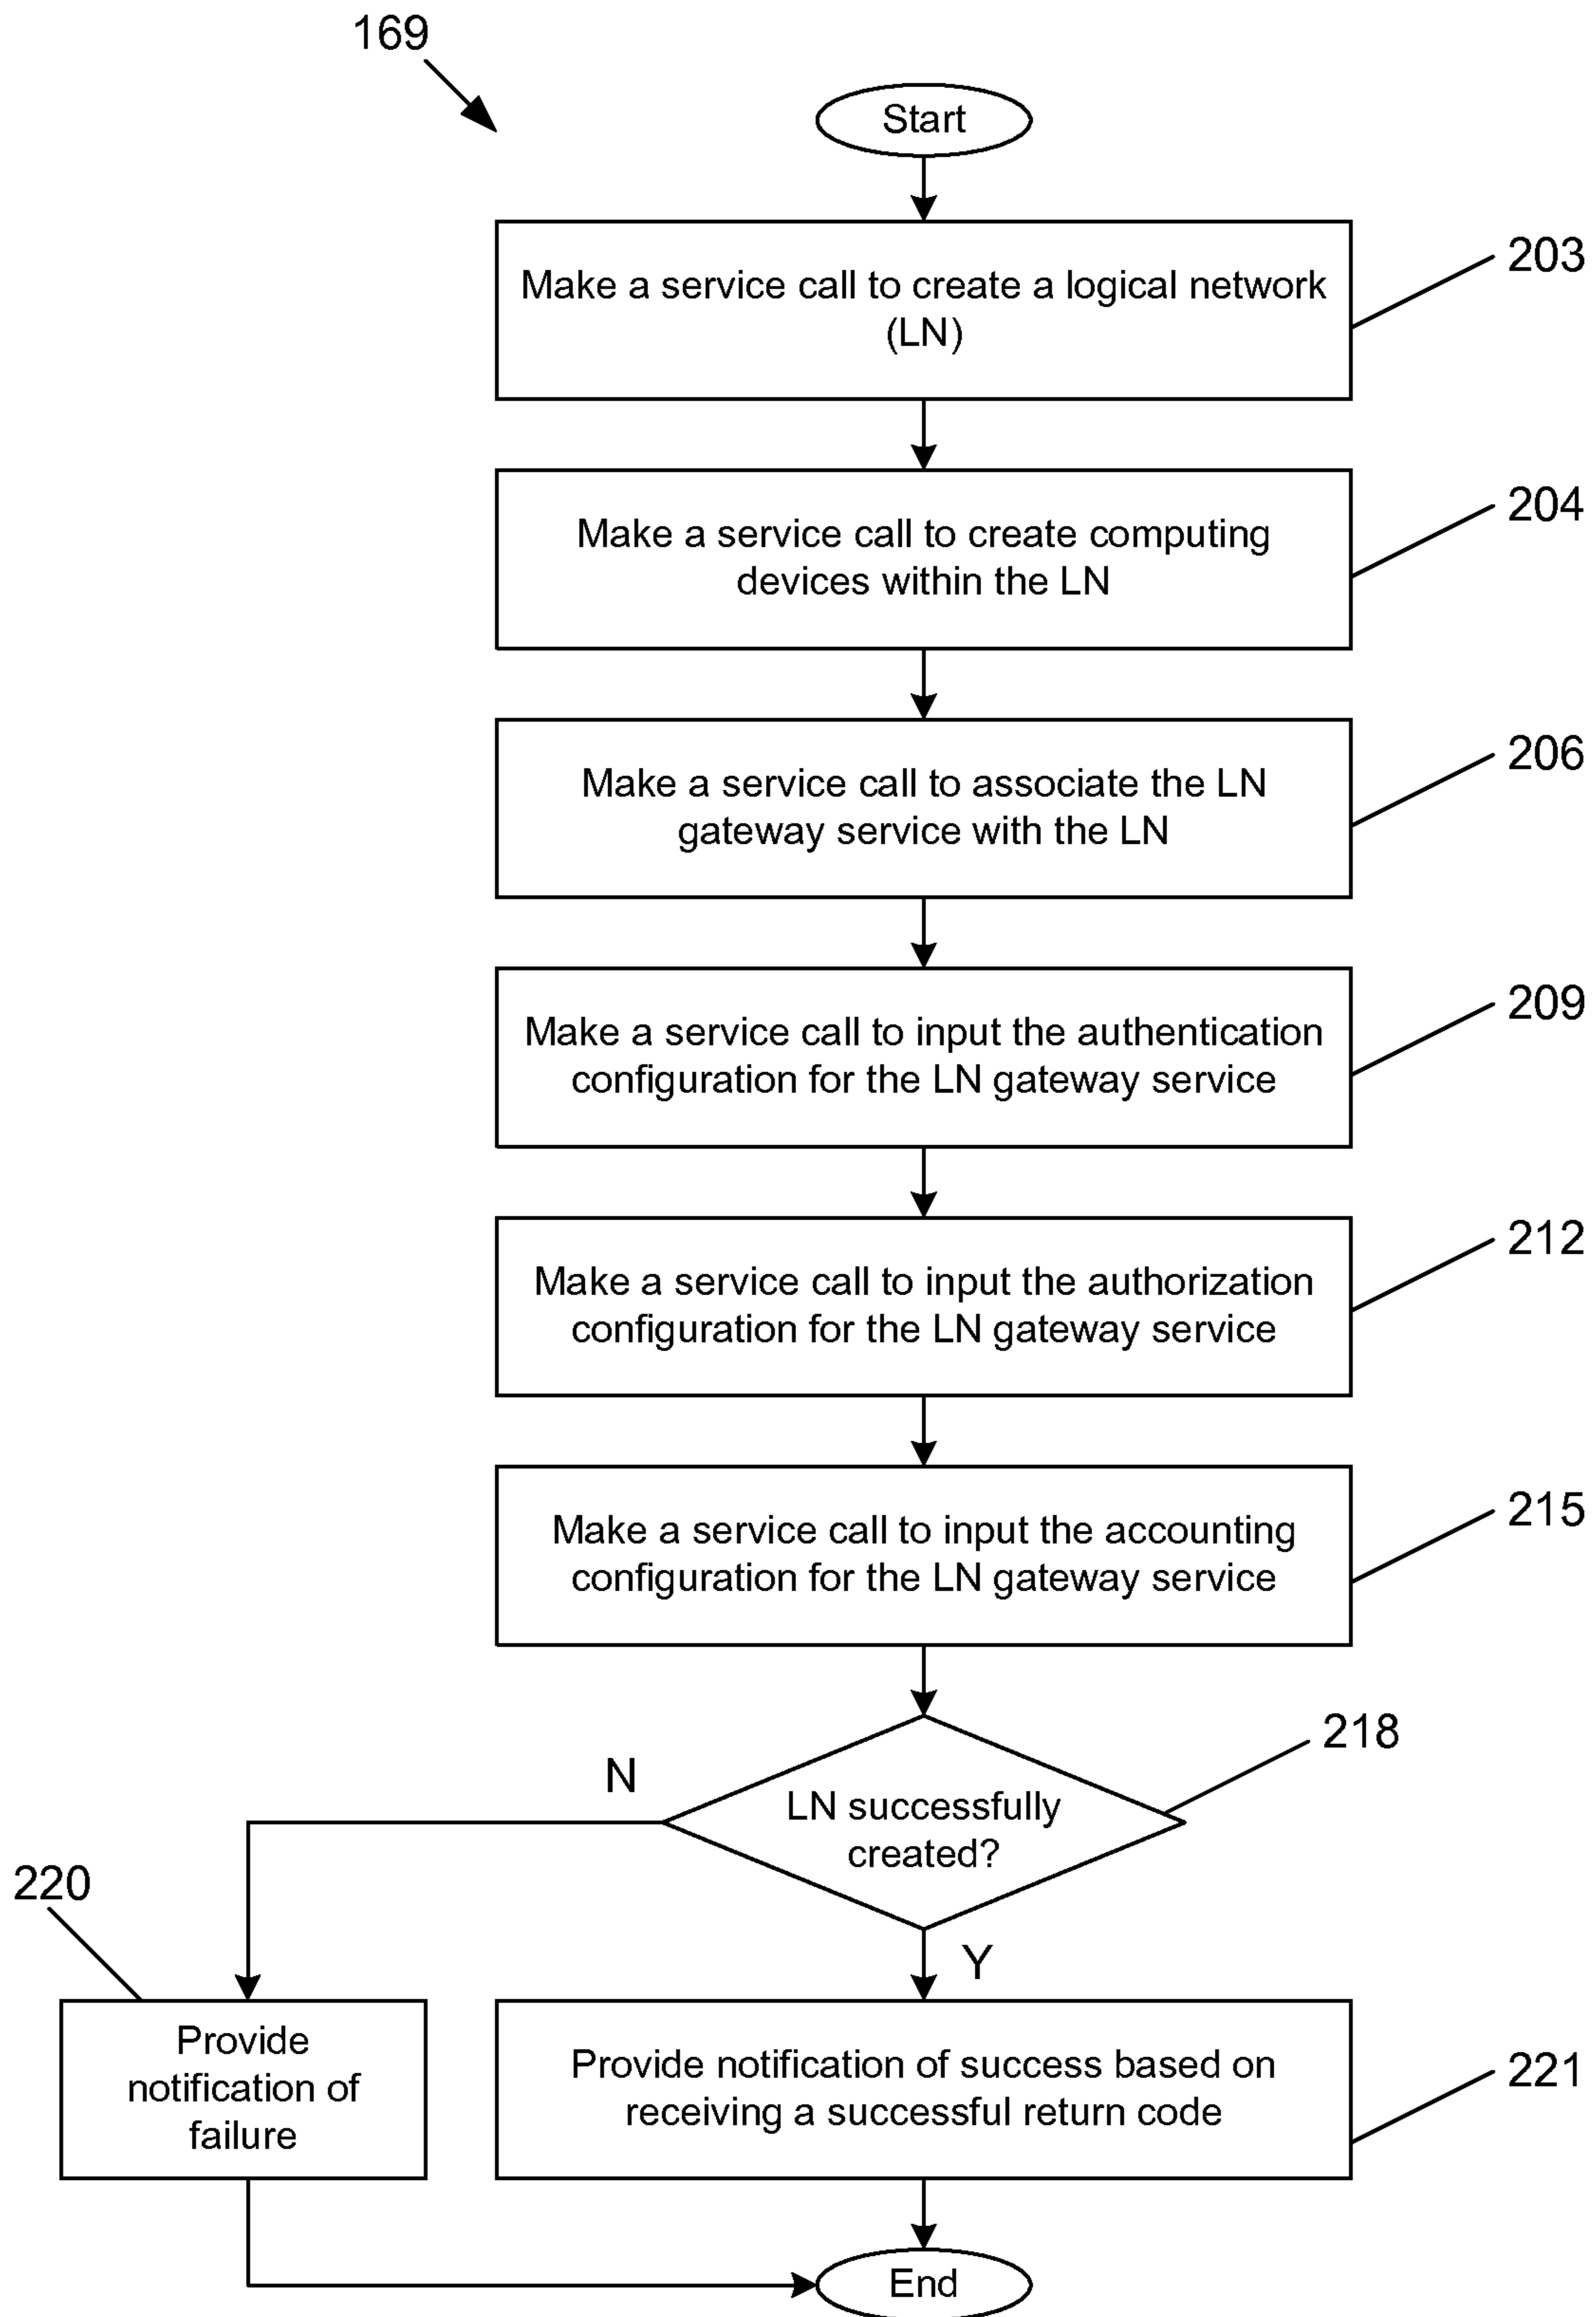 169
Start
Make a service call to create a logical network
(LN)
203
Make a service call to create computing
devices within the LN
204
Make a service call to associate the LN
gateway service with the LN
206
Make a service call to input the authentication
configuration for the LN gateway service
209
Make a service call to input the authorization
configuration for the LN gateway service
212
Make a service call to input the accounting
configuration for the LN gateway service
215
LN successfully
created?
218
N
Y
220
Provide
notification of
failure
Provide notification of success based on
receiving a successful return code
221
End